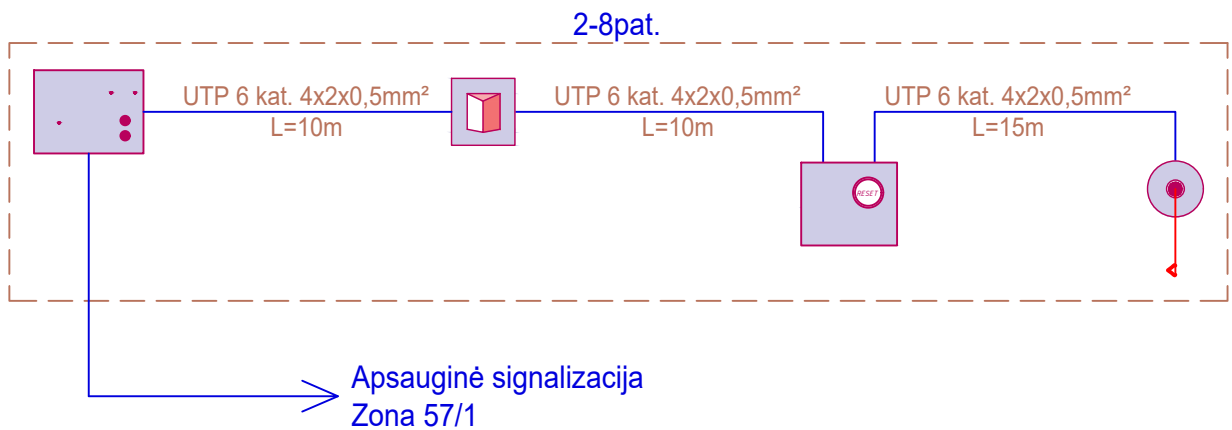 2-8pat.
UTP 6 kat. 4x2x0,5mm²
L=10m
UTP 6 kat. 4x2x0,5mm²
L=10m
UTP 6 kat. 4x2x0,5mm²
L=15m
RESET
Apsauginė signalizacija
Zona 57/1